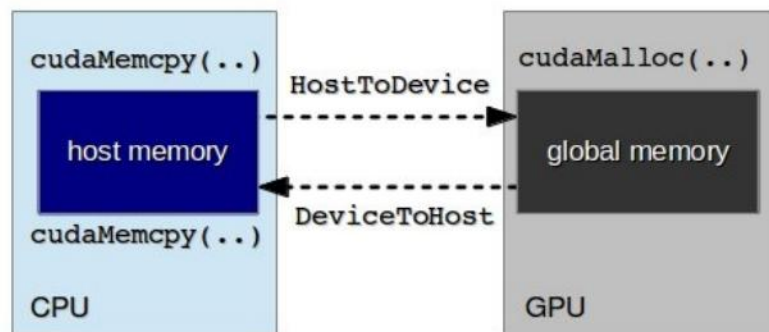 cudaMemcpy(..)
host memory
cudaMemcpy(..)
CPU
HostToDevice
DeviceToHost
cudaMalloc(..)
global memory
GPU